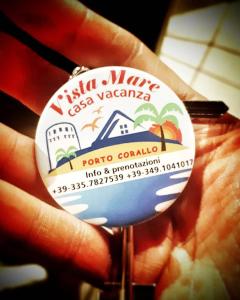 Vista Mare
casa vacanza
PORTO CORALLO
Info & prenotazioni
+39-335.7827539 +39-349.1041017